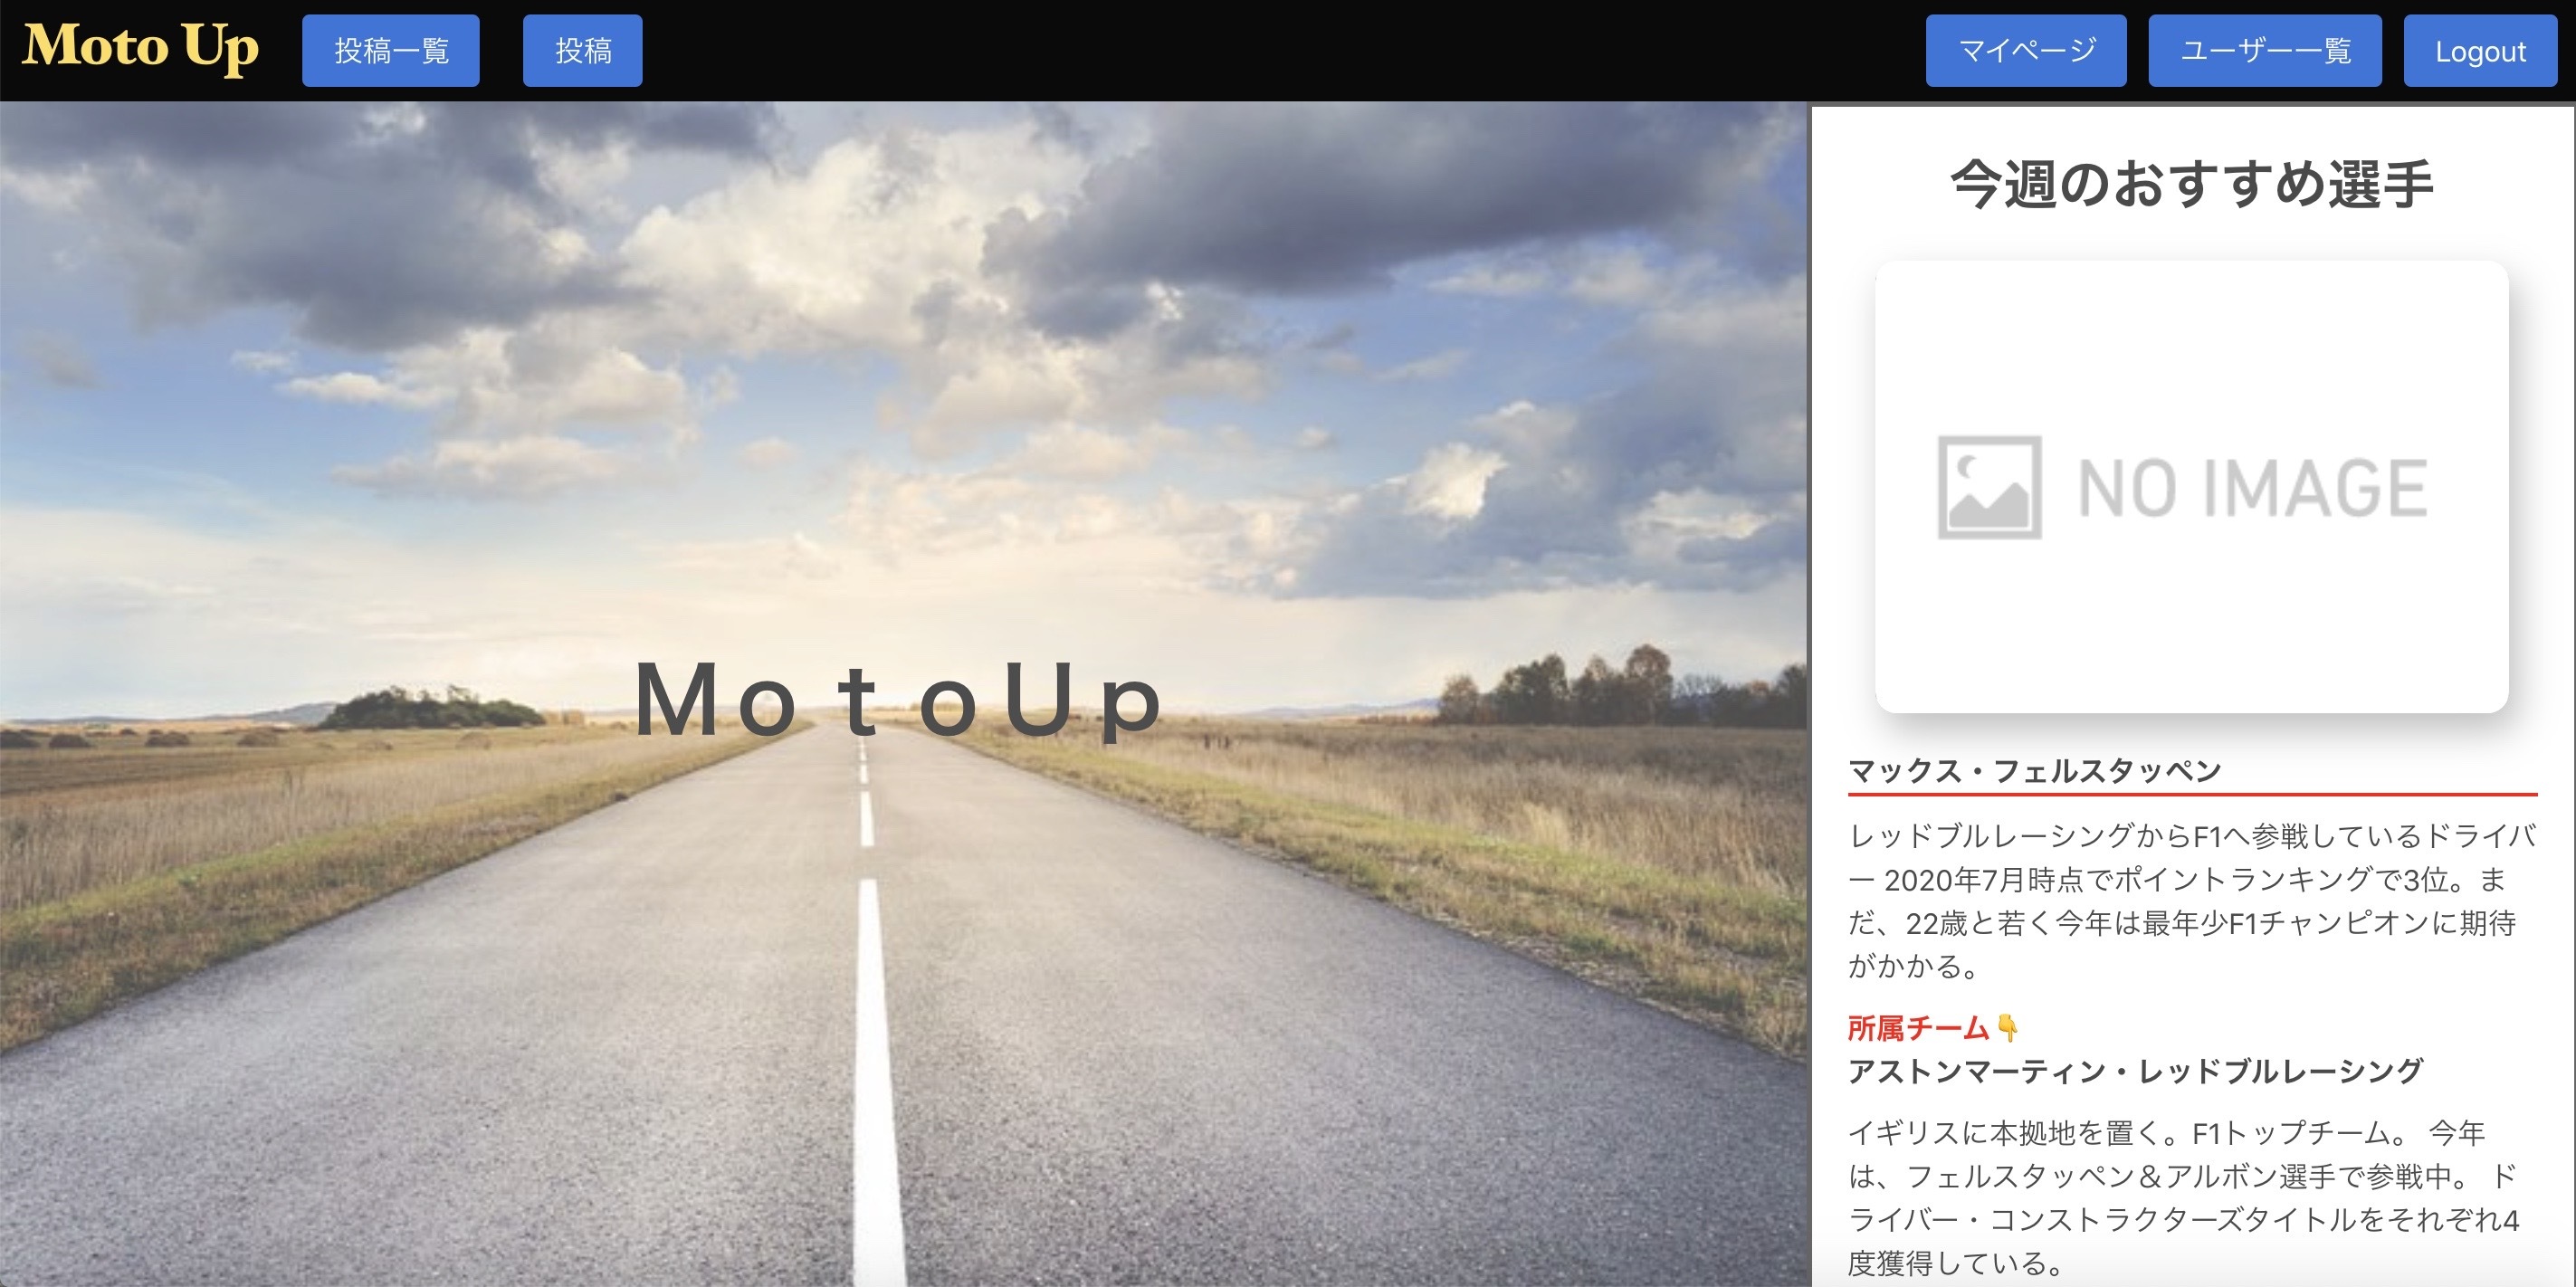 Moto Up
投稿一覧
投稿
マイページ
ユーザー一覧
Logout
ＭｏｔｏＵｐ
今週のおすすめ選手
NO IMAGE
マックス・フェルスタッペン
レッドブルレーシングからF1へ参戦しているドライバ
ー 2020年7月時点でポイントランキングで3位。ま
だ、22歳と若く今年は最年少F1チャンピオンに期待
がかかる。
所属チーム👇
アストンマーティン・レッドブルレーシング
イギリスに本拠地を置く。F1トップチーム。 今年
は、フェルスタッペン＆アルボン選手で参戦中。 ド
ライバー・コンストラクターズタイトルをそれぞれ4
度獲得している。